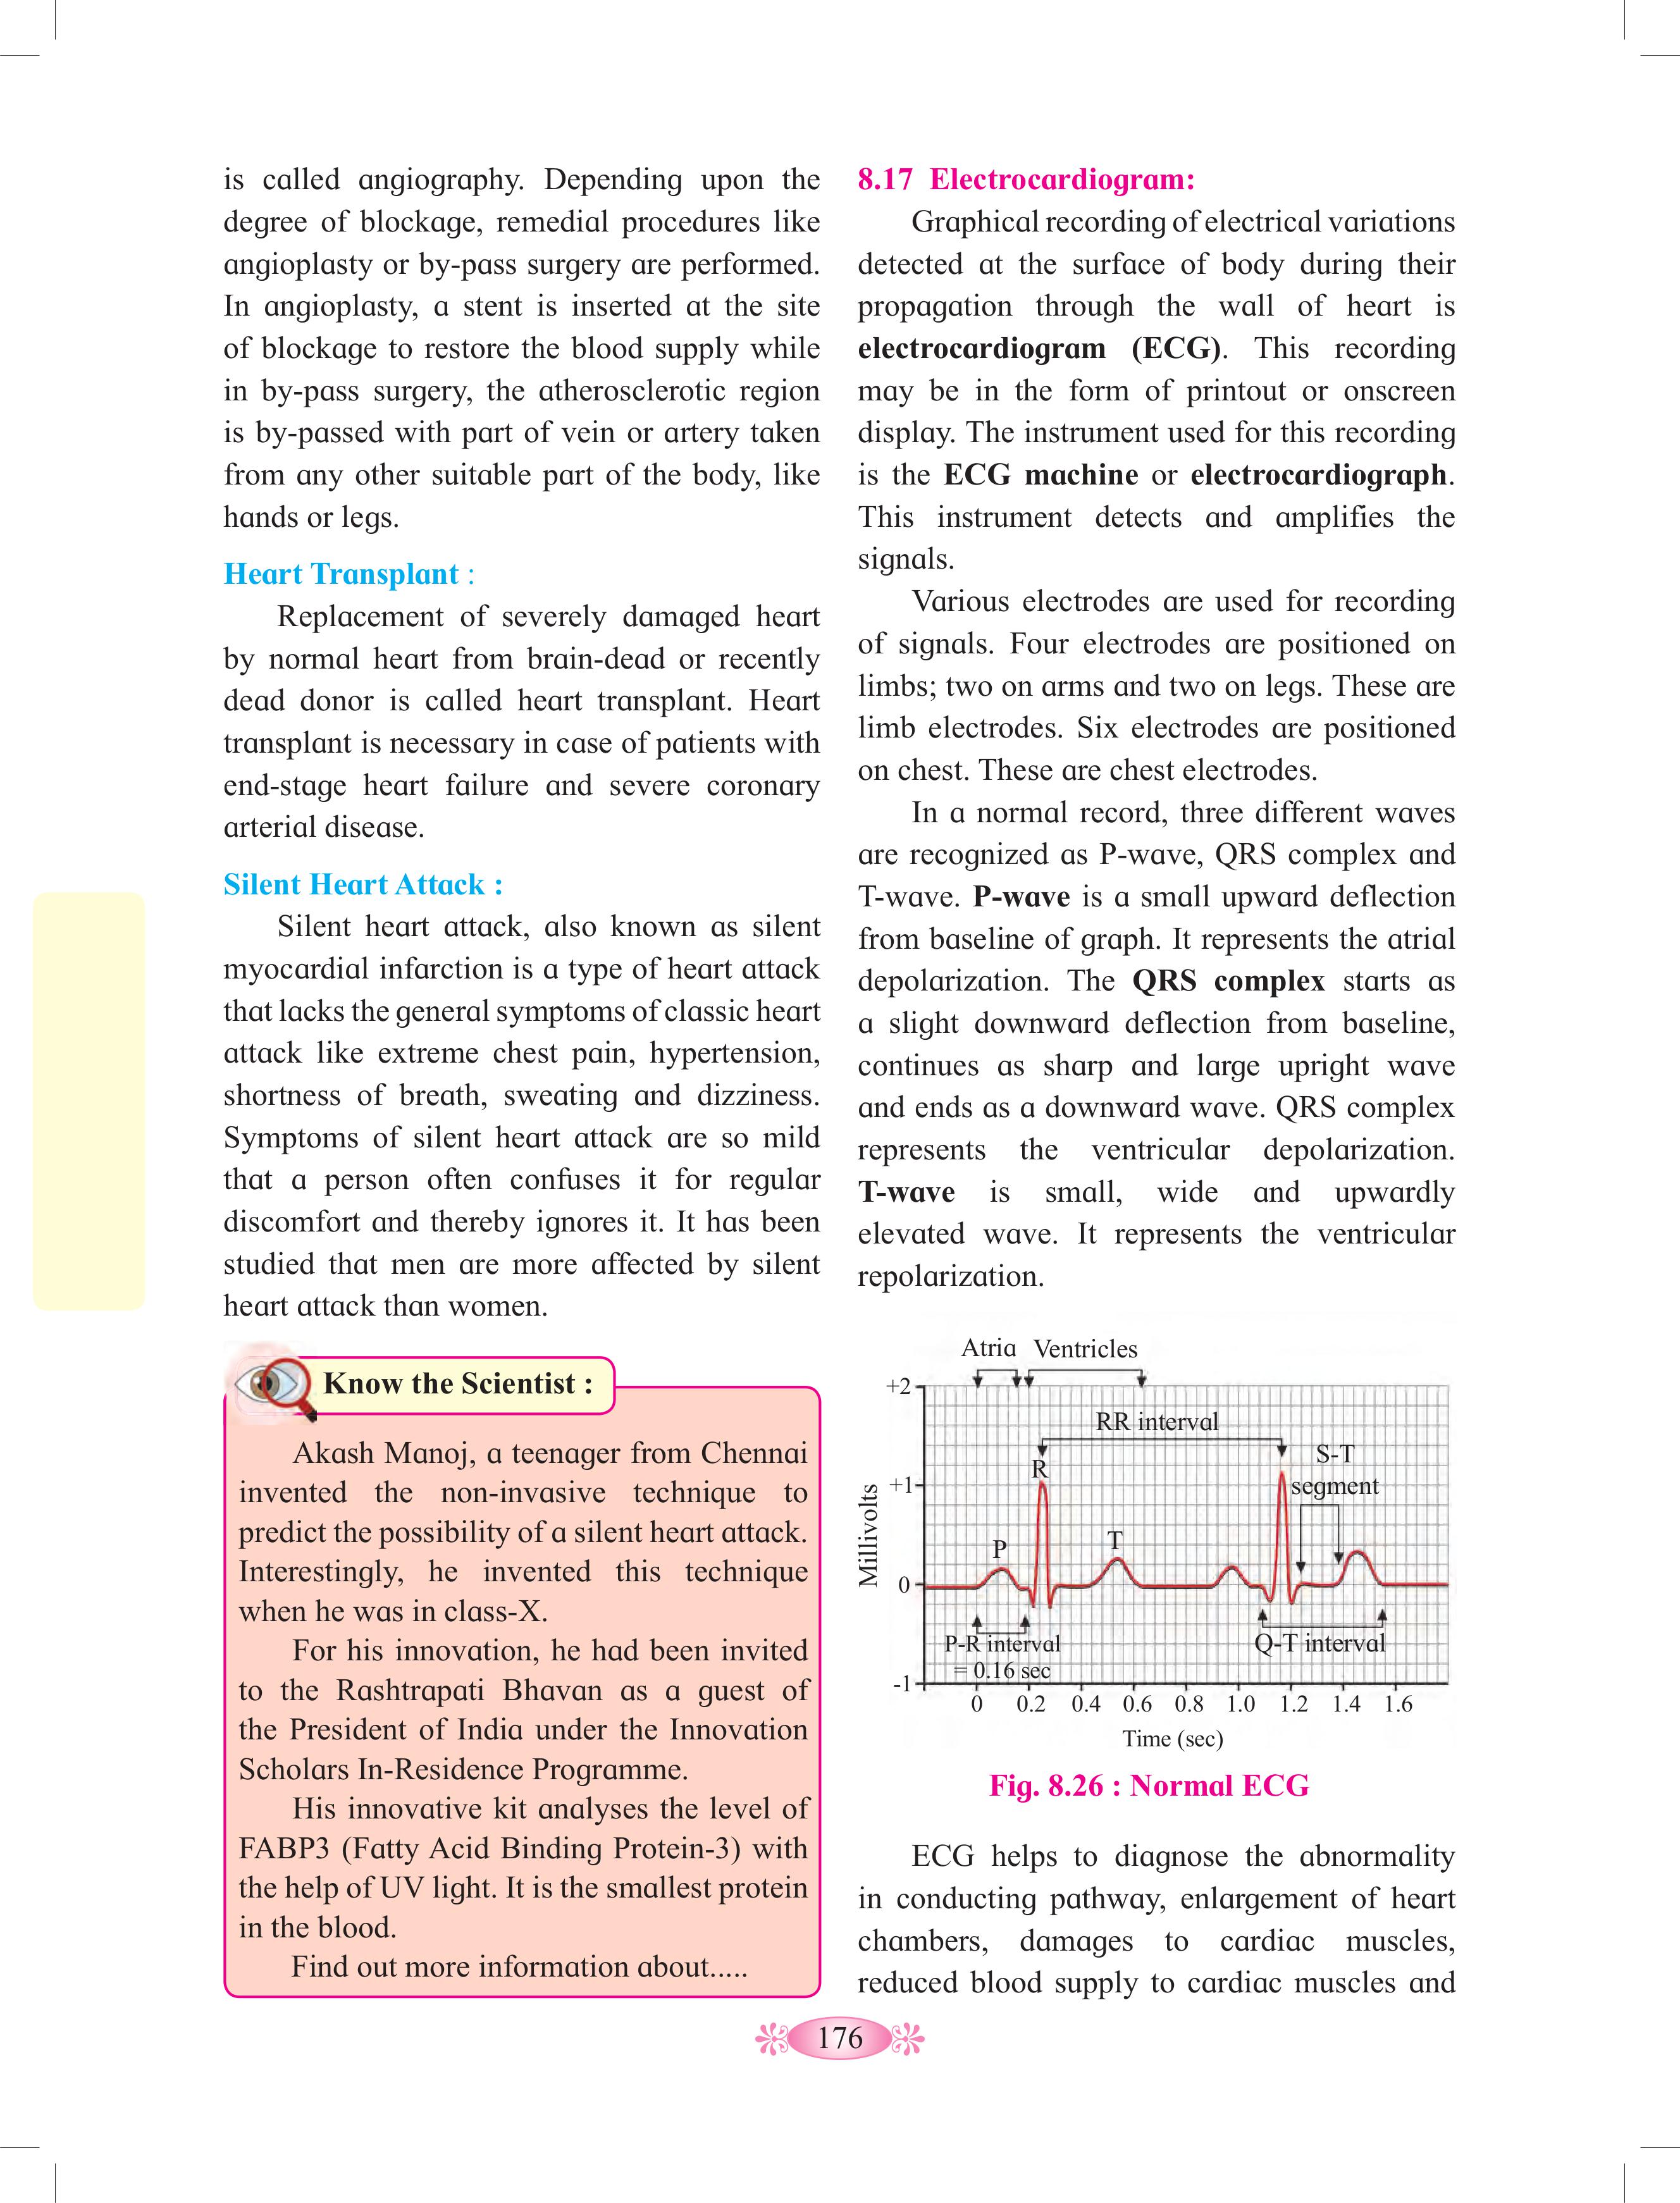 is called angiography. Depending upon the
degree of blockage, remedial procedures like
angioplasty or by-pass surgery are performed.
In angioplasty, a stent is inserted at the site
of blockage to restore the blood supply while
in by-pass surgery, the atherosclerotic region
is by-passed with part of vein or artery taken
from any other suitable part of the body, like
hands or legs.
Heart Transplant :
Replacement of severely damaged heart
by normal heart from brain-dead or recently
dead donor is called heart transplant. Heart
transplant is necessary in case of patients with
end-stage heart failure and severe coronary
arterial disease.
Silent Heart Attack :
Silent heart attack, also known as silent
myocardial infarction is a type of heart attack
that lacks the general symptoms of classic heart
attack like extreme chest pain, hypertension,
shortness of breath, sweating and dizziness.
Symptoms of silent heart attack are so mild
that a person often confuses it for regular
discomfort and thereby ignores it. It has been
studied that men are more affected by silent
heart attack than women.
Know the Scientist :
Akash Manoj, a teenager from Chennai
invented the non-invasive technique to
predict the possibility of a silent heart attack.
Interestingly, he invented this technique
when he was in class-X.
For his innovation, he had been invited
to the Rashtrapati Bhavan as a guest of
the President of India under the Innovation
Scholars In-Residence Programme.
His innovative kit analyses the level of
FABP3 (Fatty Acid Binding Protein-3) with
the help of UV light. It is the smallest protein
in the blood.
Find out more information about.....
8.17 Electrocardiogram:
Graphical recording of electrical variations
detected at the surface of body during their
propagation through the wall of heart is
electrocardiogram (ECG). This recording
may be in the form of printout or onscreen
display. The instrument used for this recording
is the ECG machine or electrocardiograph.
This instrument detects and amplifies the
signals.
Various electrodes are used for recording
of signals. Four electrodes are positioned on
limbs; two on arms and two on legs. These are
limb electrodes. Six electrodes are positioned
on chest. These are chest electrodes.
In a normal record, three different waves
are recognized as P-wave, QRS complex and
T-wave. P-wave is a small upward deflection
from baseline of graph. It represents the atrial
depolarization. The QRS complex starts as
a slight downward deflection from baseline,
continues as sharp and large upright wave
and ends as a downward wave. QRS complex
represents the ventricular depolarization.
T-wave is small, wide and upwardly
elevated wave. It represents the ventricular
repolarization.
Atria Ventricles
+2
RR interval
S-T
segment
R
+1
Millivolts
P
T
0
P-R interval
= 0.16 sec
Q-T interval
-1
0 0.2 0.4 0.6 0.8 1.0 1.2 1.4 1.6
Time (sec)
Fig. 8.26 : Normal ECG
ECG helps to diagnose the abnormality
in conducting pathway, enlargement of heart
chambers, damages to cardiac muscles,
reduced blood supply to cardiac muscles and
176